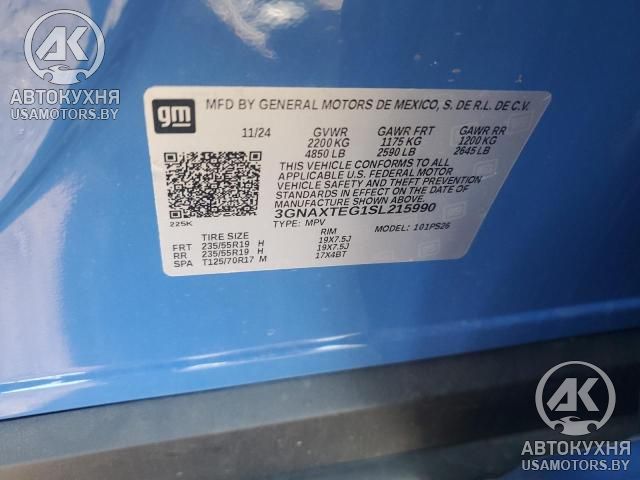 AK
АВТОКУХНЯ
USAMOTORS.BY
gm MFD BY GENERAL MOTORS DE MEXICO, S. DE R.L. DE C.V.
11/24 GVWR GAWR FRT GAWR RR
2200 KG 1175 KG 1200 KG
4850 LB 2590 LB 2645 LB
THIS VEHICLE CONFORMS TO ALL
APPLICABLE U.S. FEDERAL MOTOR
VEHICLE SAFETY AND THEFT PREVENTION
STANDARDS IN EFFECT ON THE DATE OF
MANUFACTURE SHOWN ABOVE.
3GNAXTEG1SL215990
225K TYPE: MPV MODEL: 101PS26
TIRE SIZE RIM
FRT 235/55R19 H 19X7.5J
RR 235/55R19 H 19X7.5J
SPA T125/70R17 M 17X4BT
AK
АВТОКУХНЯ
USAMOTORS.BY